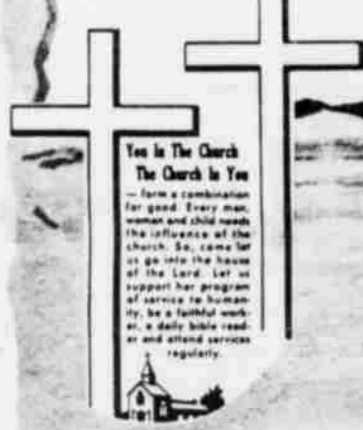 You In The Church
The Church In You
— form a combination
for good. Every man,
woman and child needs
the influence of the
church. So, come let
us go into the house
of the Lord. Let us
support her program
of service to human-
ity, be a faithful work-
er, a daily bible read-
er and attend services
regularly.